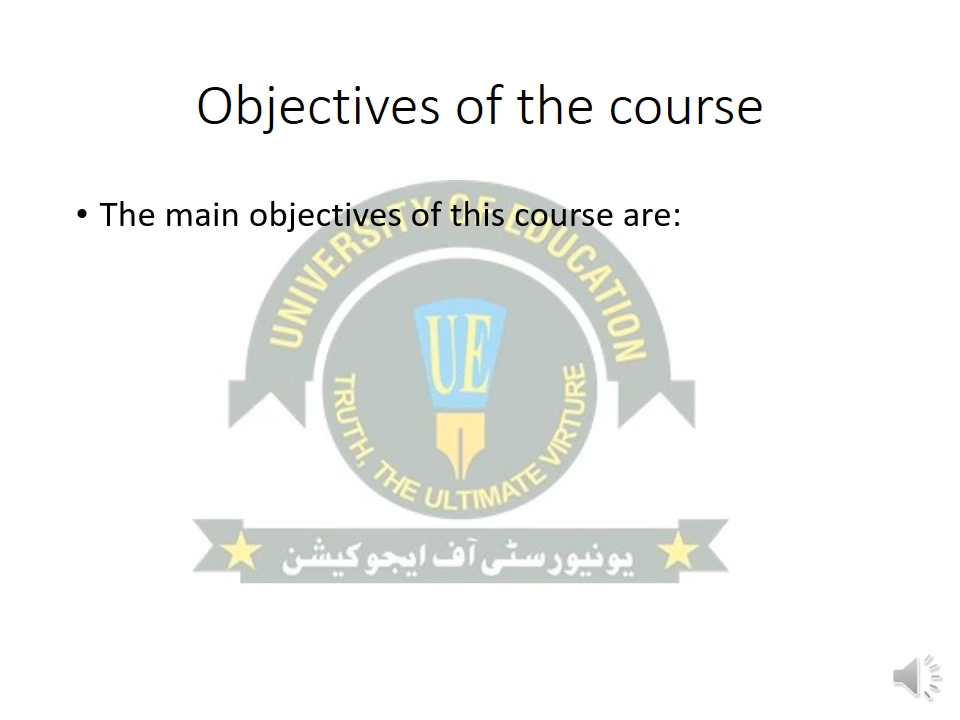 Objectives of the course
• The main objectives of this course are:
UNIVERSITY OF EDUCATION
UE
TRUTH, THE ULTIMATE VIRTURE
یونیورسٹی آف ایجوکیشن